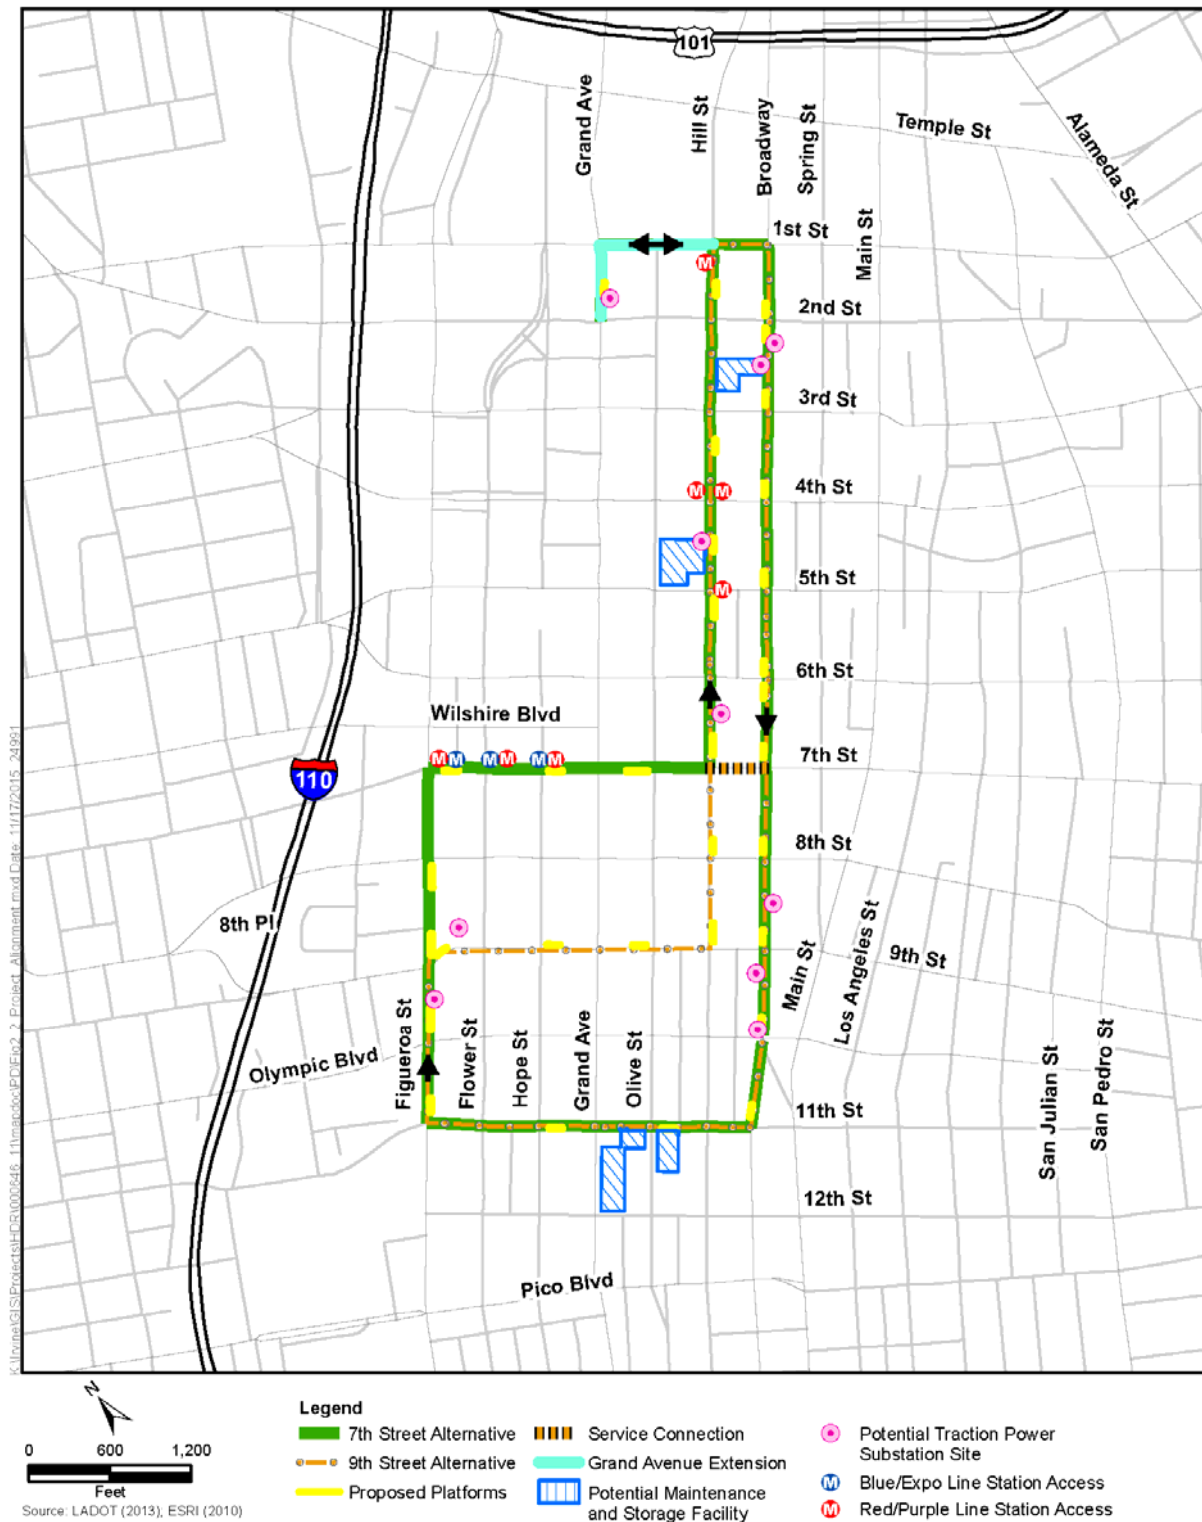 101
Grand Ave
Hill St
Broadway
Spring St
Temple St
Alameda St
1st St
Main St
M
2nd St
3rd St
4th St
M M
5th St
M
6th St
Wilshire Blvd
7th St
M M M M M M
110
8th St
8th Pl
Main St
Los Angeles St
9th St
Figueroa St
Flower St
Hope St
Grand Ave
Olive St
Olympic Blvd
11th St
San Julian St
San Pedro St
12th St
Pico Blvd
N
0 600 1,200
Feet
Source: LADOT (2013); ESRI (2010)
Legend
7th Street Alternative
9th Street Alternative
Proposed Platforms
Service Connection
Grand Avenue Extension
Potential Maintenance
and Storage Facility
Potential Traction Power
Substation Site
M Blue/Expo Line Station Access
M Red/Purple Line Station Access